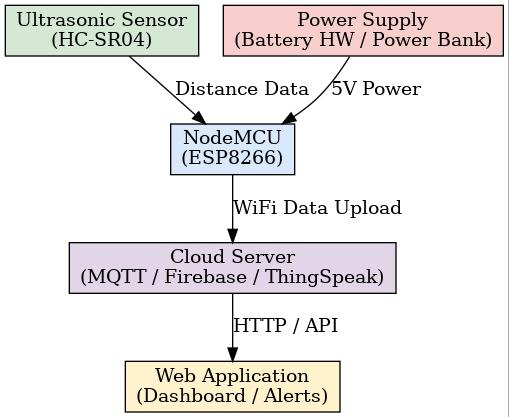 Ultrasonic Sensor
(HC-SR04)
Power Supply
(Battery HW / Power Bank)
Distance Data
5V Power
NodeMCU
(ESP8266)
WiFi Data Upload
Cloud Server
(MQTT / Firebase / ThingSpeak)
HTTP / API
Web Application
(Dashboard / Alerts)